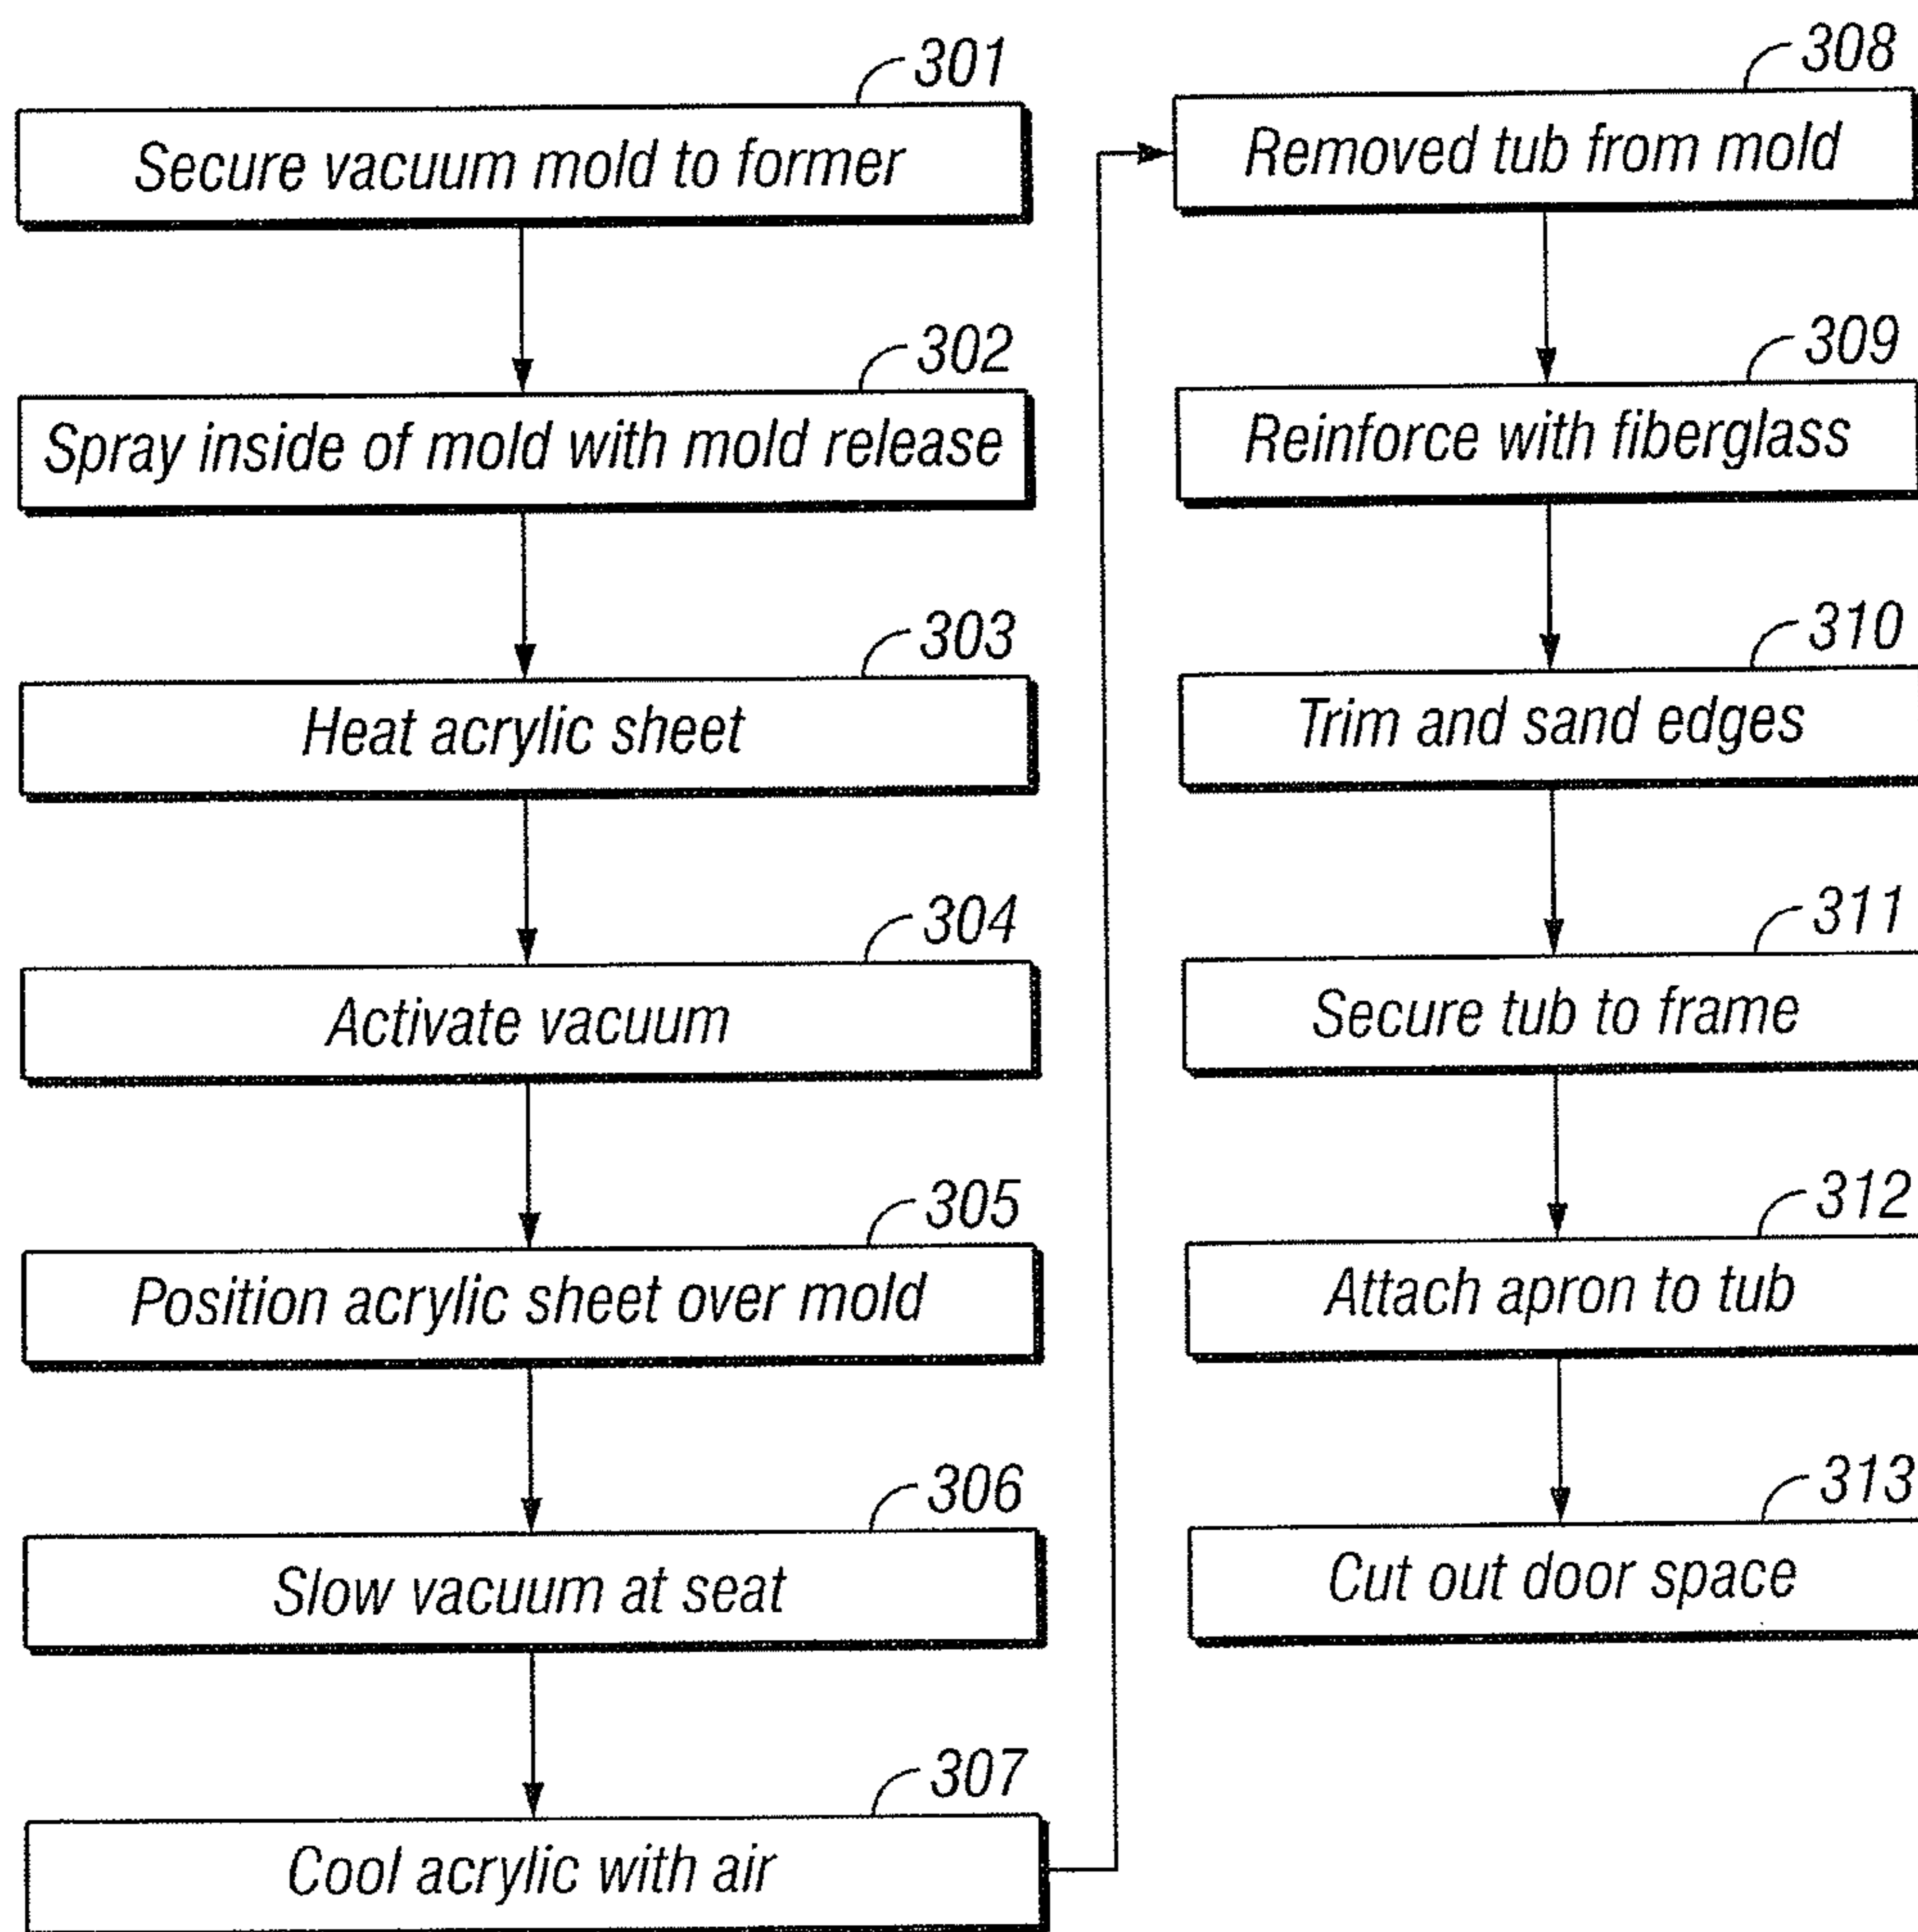 301
Secure vacuum mold to former
302
Spray inside of mold with mold release
303
Heat acrylic sheet
304
Activate vacuum
305
Position acrylic sheet over mold
306
Slow vacuum at seat
307
Cool acrylic with air
308
Removed tub from mold
309
Reinforce with fiberglass
310
Trim and sand edges
311
Secure tub to frame
312
Attach apron to tub
313
Cut out door space